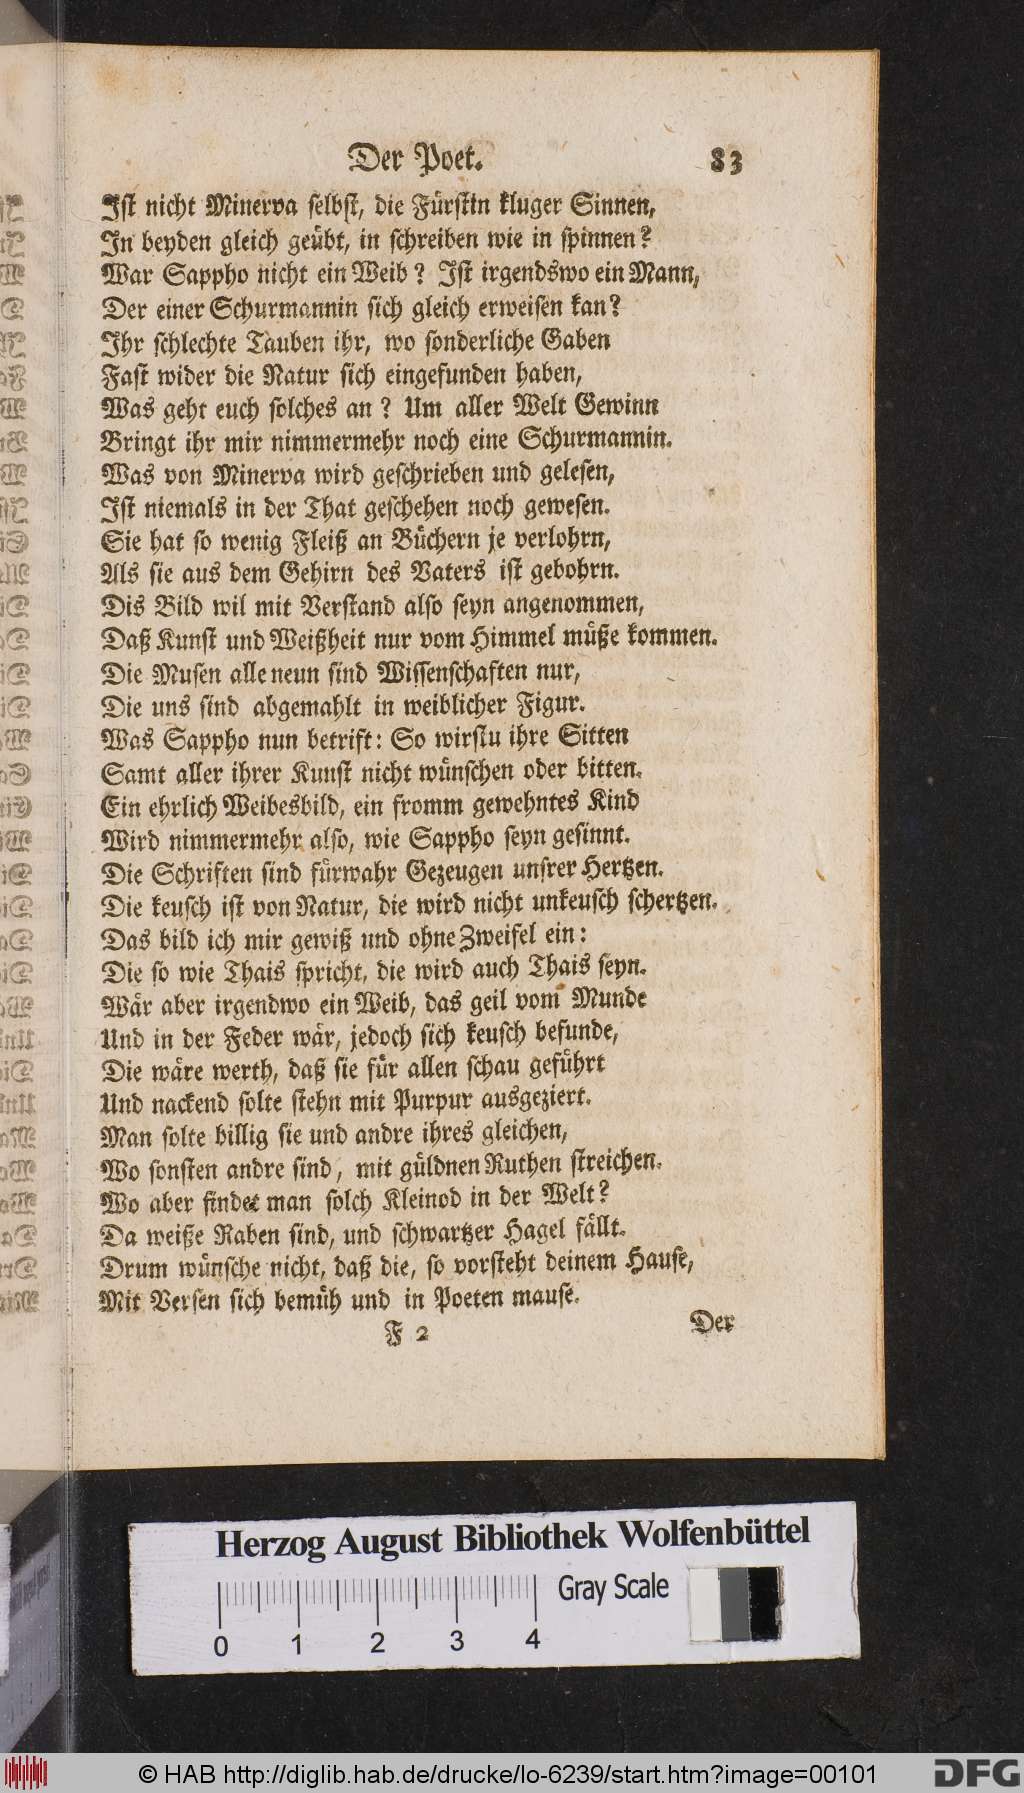 Der Poet. 83
Ist nicht Minerva selbst, die Fürstin kluger Sinnen,
In beyden gleich geübt, in schreiben wie in spinnen?
War Sappho nicht ein Weib? Ist irgendswo ein Mann,
Der einer Schurmannin sich gleich erweisen kan?
Ihr schlechte Tauben ihr, wo sonderliche Gaben
Fast wider die Natur sich eingefunden haben,
Was geht euch solches an? Um aller Welt Gewinn
Bringt ihr mir nimmermehr noch eine Schurmannin.
Was von Minerva wird geschrieben und gelesen,
Ist niemals in der That geschehen noch gewesen.
Sie hat so wenig Fleiß an Büchern je verlohrn,
Als sie aus dem Gehirn des Vaters ist gebohrn.
Dis Bild wil mit Verstand also seyn angenommen,
Daß Kunst und Weißheit nur vom Himmel müße kommen.
Die Musen alle neun sind Wissenschaften nur,
Die uns sind abgemahlt in weiblicher Figur.
Was Sappho nun betrift: So wirstu ihre Sitten
Samt aller ihrer Kunst nicht wünschen oder bitten.
Ein ehrlich Weibesbild, ein fromm gewehntes Kind
Wird nimmermehr also, wie Sappho seyn gesinnt.
Die Schriften sind fürwahr Gezeugen unsrer Hertzen.
Die keusch ist von Natur, die wird nicht unkeusch schertzen.
Das bild ich mir gewiß und ohne Zweifel ein:
Die so wie Thais spricht, die wird auch Thais seyn.
Wär aber irgendwo ein Weib, das geil vom Munde
Und in der Feder wär, jedoch sich keusch befunde,
Die wäre werth, daß sie für allen schau geführt
Und nackend solte stehn mit Purpur ausgeziert.
Man solte billig sie und andre ihres gleichen,
Wo sonsten andre sind, mit güldnen Ruthen streichen.
Wo aber findet man solch Kleinod in der Welt?
Da weiße Raben sind, und schwartzer Hagel fällt.
Drum wünsche nicht, daß die, so vorsteht deinem Hause,
Mit Versen sich bemüh und in Poeten mause.
F 2 Der
Herzog August Bibliothek Wolfenbüttel
Gray Scale
0 1 2 3 4
© HAB http://diglib.hab.de/drucke/lo-6239/start.htm?image=00101
DFG